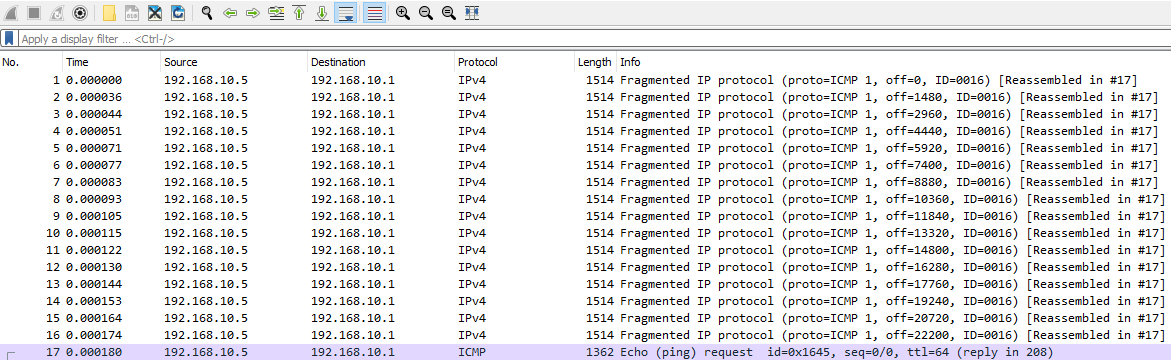 Apply a display filter ... <Ctrl-/>
No. Time Source Destination Protocol Length Info
1 0.000000 192.168.10.5 192.168.10.1 IPv4 1514 Fragmented IP protocol (proto=ICMP 1, off=0, ID=0016) [Reassembled in #17]
2 0.000036 192.168.10.5 192.168.10.1 IPv4 1514 Fragmented IP protocol (proto=ICMP 1, off=1480, ID=0016) [Reassembled in #17]
3 0.000044 192.168.10.5 192.168.10.1 IPv4 1514 Fragmented IP protocol (proto=ICMP 1, off=2960, ID=0016) [Reassembled in #17]
4 0.000051 192.168.10.5 192.168.10.1 IPv4 1514 Fragmented IP protocol (proto=ICMP 1, off=4440, ID=0016) [Reassembled in #17]
5 0.000071 192.168.10.5 192.168.10.1 IPv4 1514 Fragmented IP protocol (proto=ICMP 1, off=5920, ID=0016) [Reassembled in #17]
6 0.000077 192.168.10.5 192.168.10.1 IPv4 1514 Fragmented IP protocol (proto=ICMP 1, off=7400, ID=0016) [Reassembled in #17]
7 0.000083 192.168.10.5 192.168.10.1 IPv4 1514 Fragmented IP protocol (proto=ICMP 1, off=8880, ID=0016) [Reassembled in #17]
8 0.000093 192.168.10.5 192.168.10.1 IPv4 1514 Fragmented IP protocol (proto=ICMP 1, off=10360, ID=0016) [Reassembled in #17]
9 0.000105 192.168.10.5 192.168.10.1 IPv4 1514 Fragmented IP protocol (proto=ICMP 1, off=11840, ID=0016) [Reassembled in #17]
10 0.000115 192.168.10.5 192.168.10.1 IPv4 1514 Fragmented IP protocol (proto=ICMP 1, off=13320, ID=0016) [Reassembled in #17]
11 0.000122 192.168.10.5 192.168.10.1 IPv4 1514 Fragmented IP protocol (proto=ICMP 1, off=14800, ID=0016) [Reassembled in #17]
12 0.000130 192.168.10.5 192.168.10.1 IPv4 1514 Fragmented IP protocol (proto=ICMP 1, off=16280, ID=0016) [Reassembled in #17]
13 0.000144 192.168.10.5 192.168.10.1 IPv4 1514 Fragmented IP protocol (proto=ICMP 1, off=17760, ID=0016) [Reassembled in #17]
14 0.000153 192.168.10.5 192.168.10.1 IPv4 1514 Fragmented IP protocol (proto=ICMP 1, off=19240, ID=0016) [Reassembled in #17]
15 0.000164 192.168.10.5 192.168.10.1 IPv4 1514 Fragmented IP protocol (proto=ICMP 1, off=20720, ID=0016) [Reassembled in #17]
16 0.000174 192.168.10.5 192.168.10.1 IPv4 1514 Fragmented IP protocol (proto=ICMP 1, off=22200, ID=0016) [Reassembled in #17]
17 0.000180 192.168.10.5 192.168.10.1 ICMP 1362 Echo (ping) request id=0x1645, seq=0/0, ttl=64 (reply in 208)